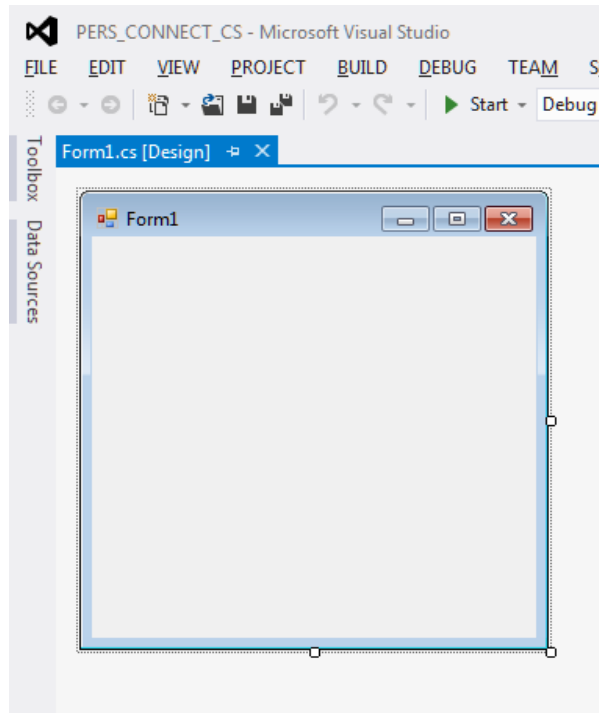 PERS_CONNECT_CS - Microsoft Visual Studio
FILE EDIT VIEW PROJECT BUILD DEBUG TEAM S
Start Debug
Form1.cs [Design]
Toolbox
Data Sources
Form1